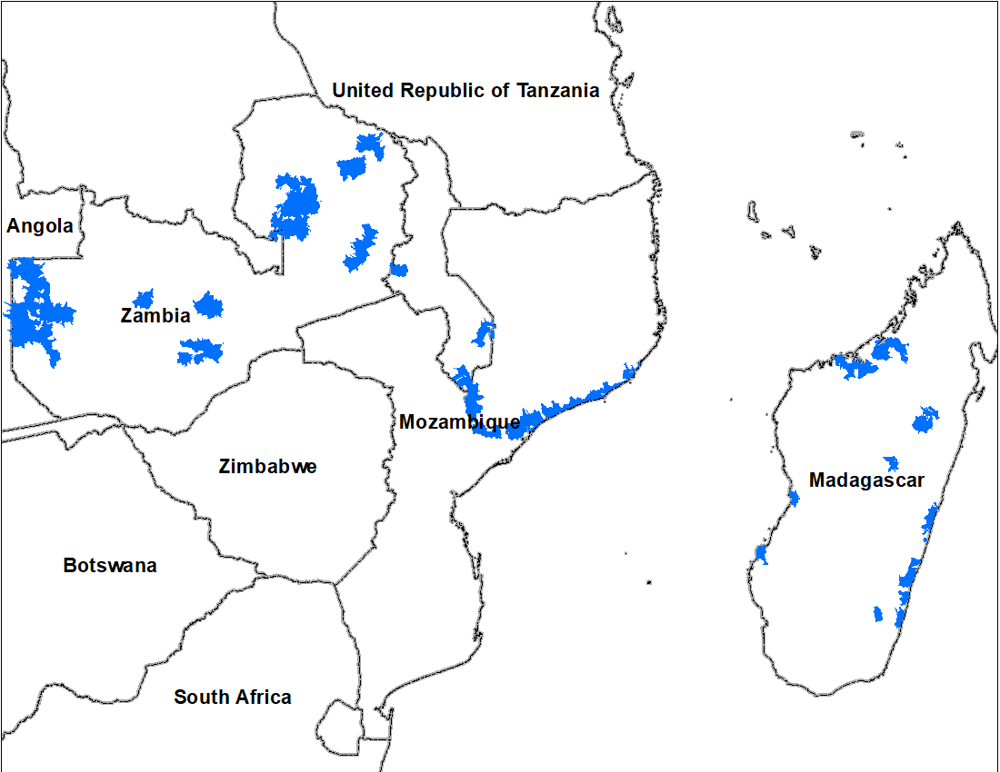 United Republic of Tanzania
Angola
Zambia
Mozambique
Zimbabwe
Madagascar
Botswana
South Africa